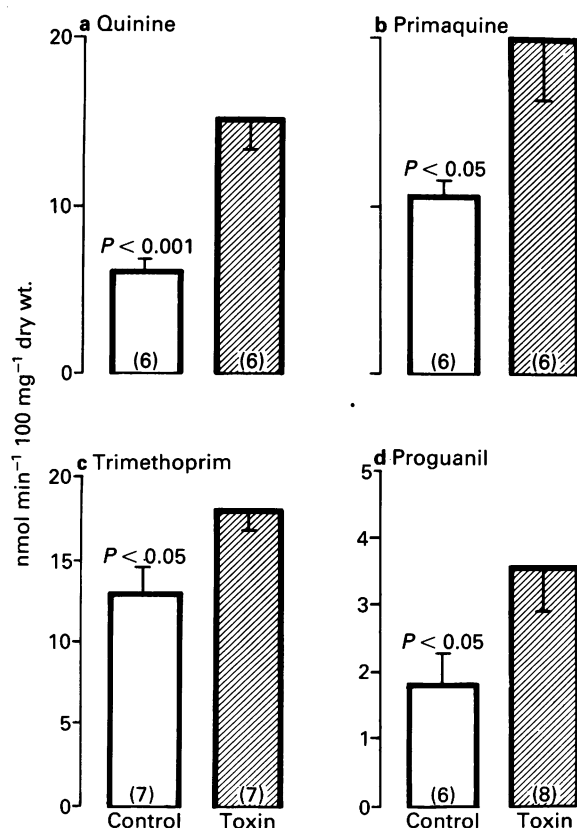 a Quinine
20
10
0
P < 0.001
(6)
(6)
b Primaquine
P < 0.05
(6)
(6)
nmol min⁻¹ 100 mg⁻¹ dry wt.
c Trimethoprim
20
15
13
5
0
P < 0.05
(7)
(7)
Control
Toxin
d Proguanil
5
4
3
2
1
0
P < 0.05
(6)
(8)
Control
Toxin